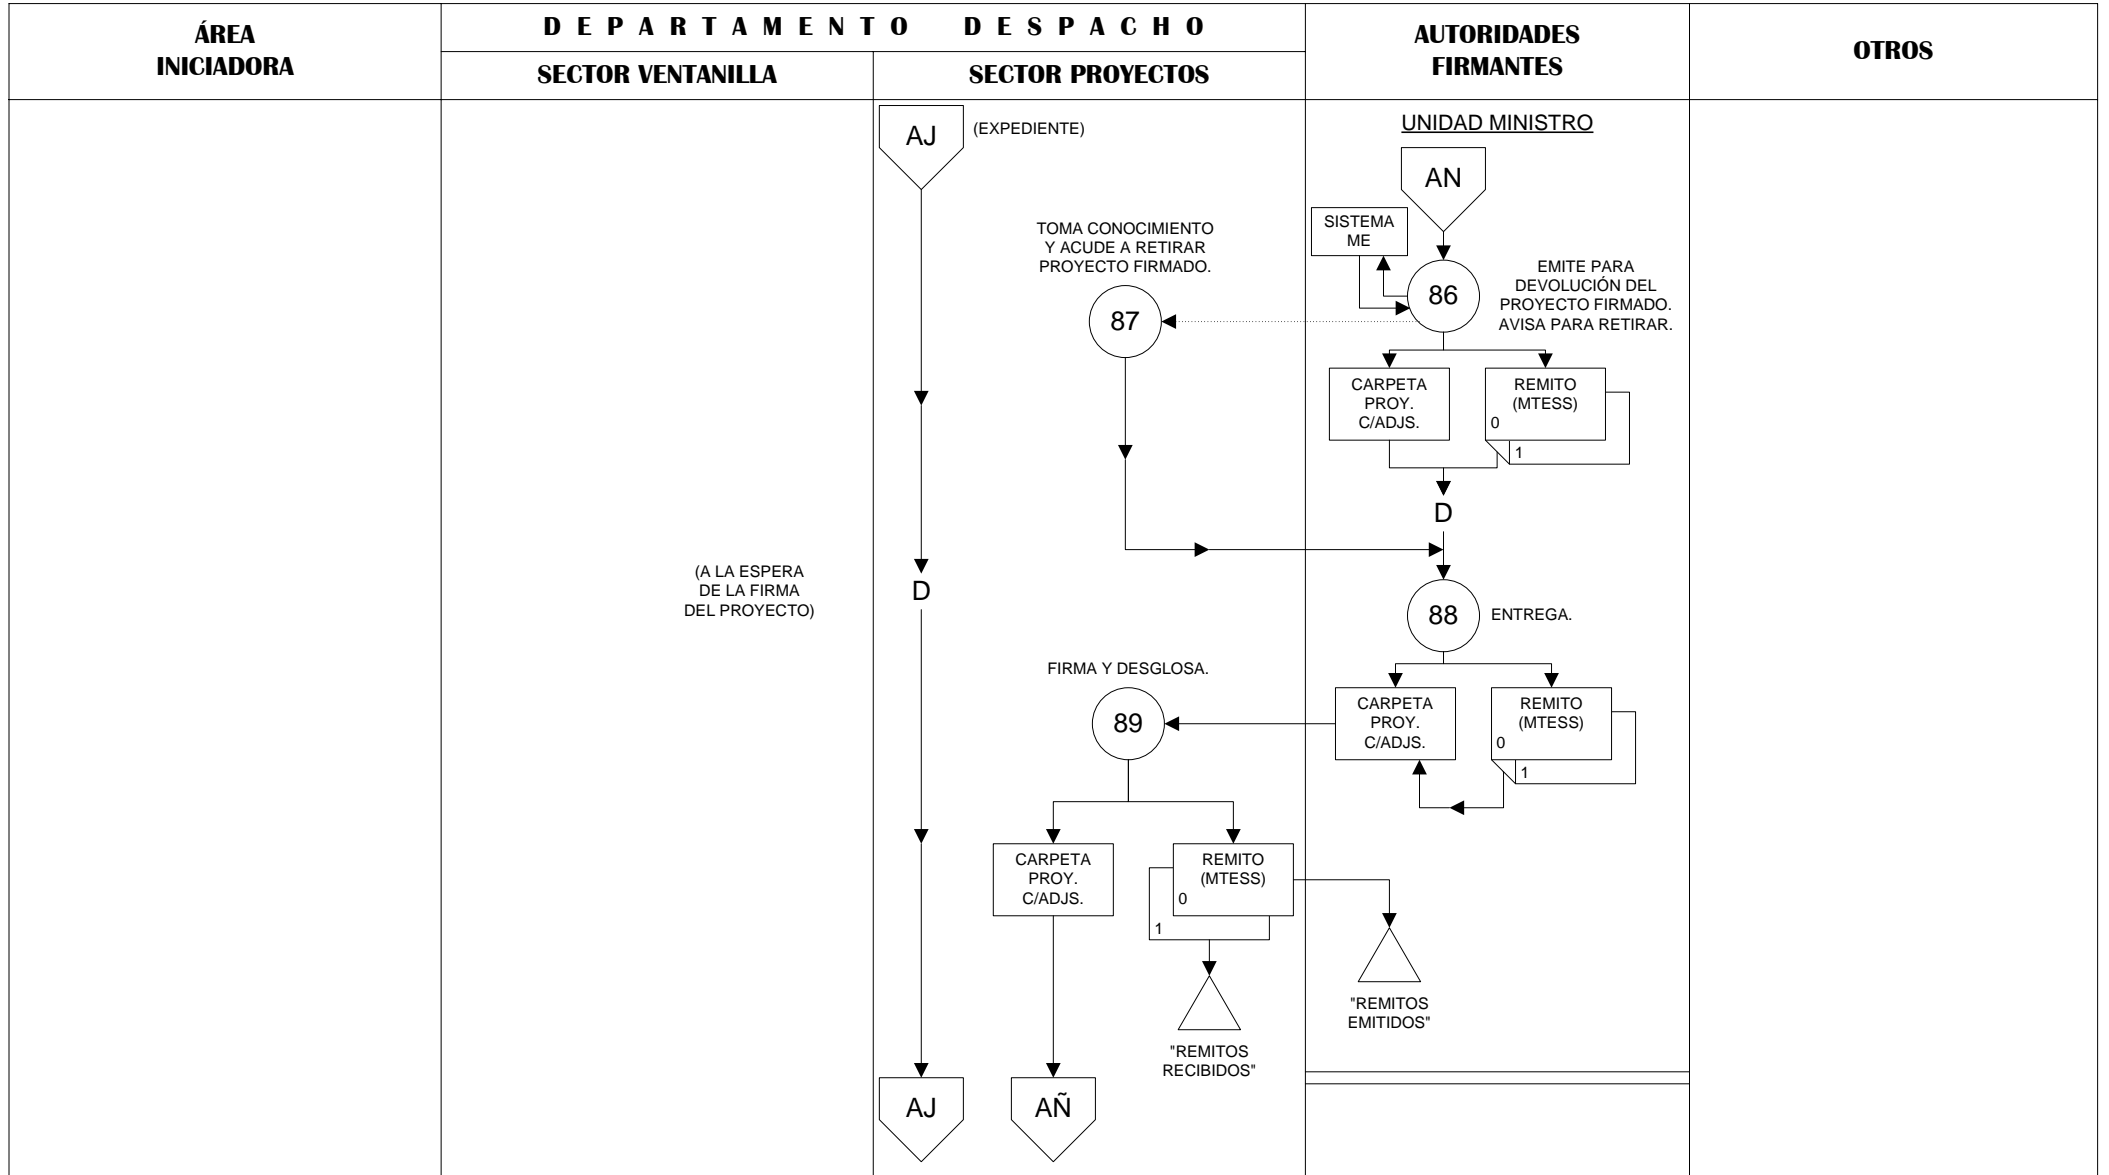 ÁREA
INICIADORA
DEPARTAMENTO DESPACHO
SECTOR VENTANILLA
SECTOR PROYECTOS
AUTORIDADES
FIRMANTES
OTROS
AJ
(EXPEDIENTE)
UNIDAD MINISTRO
AN
SISTEMA
ME
TOMA CONOCIMIENTO
Y ACUDE A RETIRAR
PROYECTO FIRMADO.
86
EMITE PARA
DEVOLUCIÓN DEL
PROYECTO FIRMADO.
AVISA PARA RETIRAR.
87
CARPETA
PROY.
C/ADJS.
REMITO
(MTESS)
0
1
D
(A LA ESPERA
DE LA FIRMA
DEL PROYECTO)
D
88
ENTREGA.
FIRMA Y DESGLOSA.
89
CARPETA
PROY.
C/ADJS.
REMITO
(MTESS)
0
1
CARPETA
PROY.
C/ADJS.
REMITO
(MTESS)
0
1
"REMITOS
EMITIDOS"
"REMITOS
RECIBIDOS"
AJ
AÑ